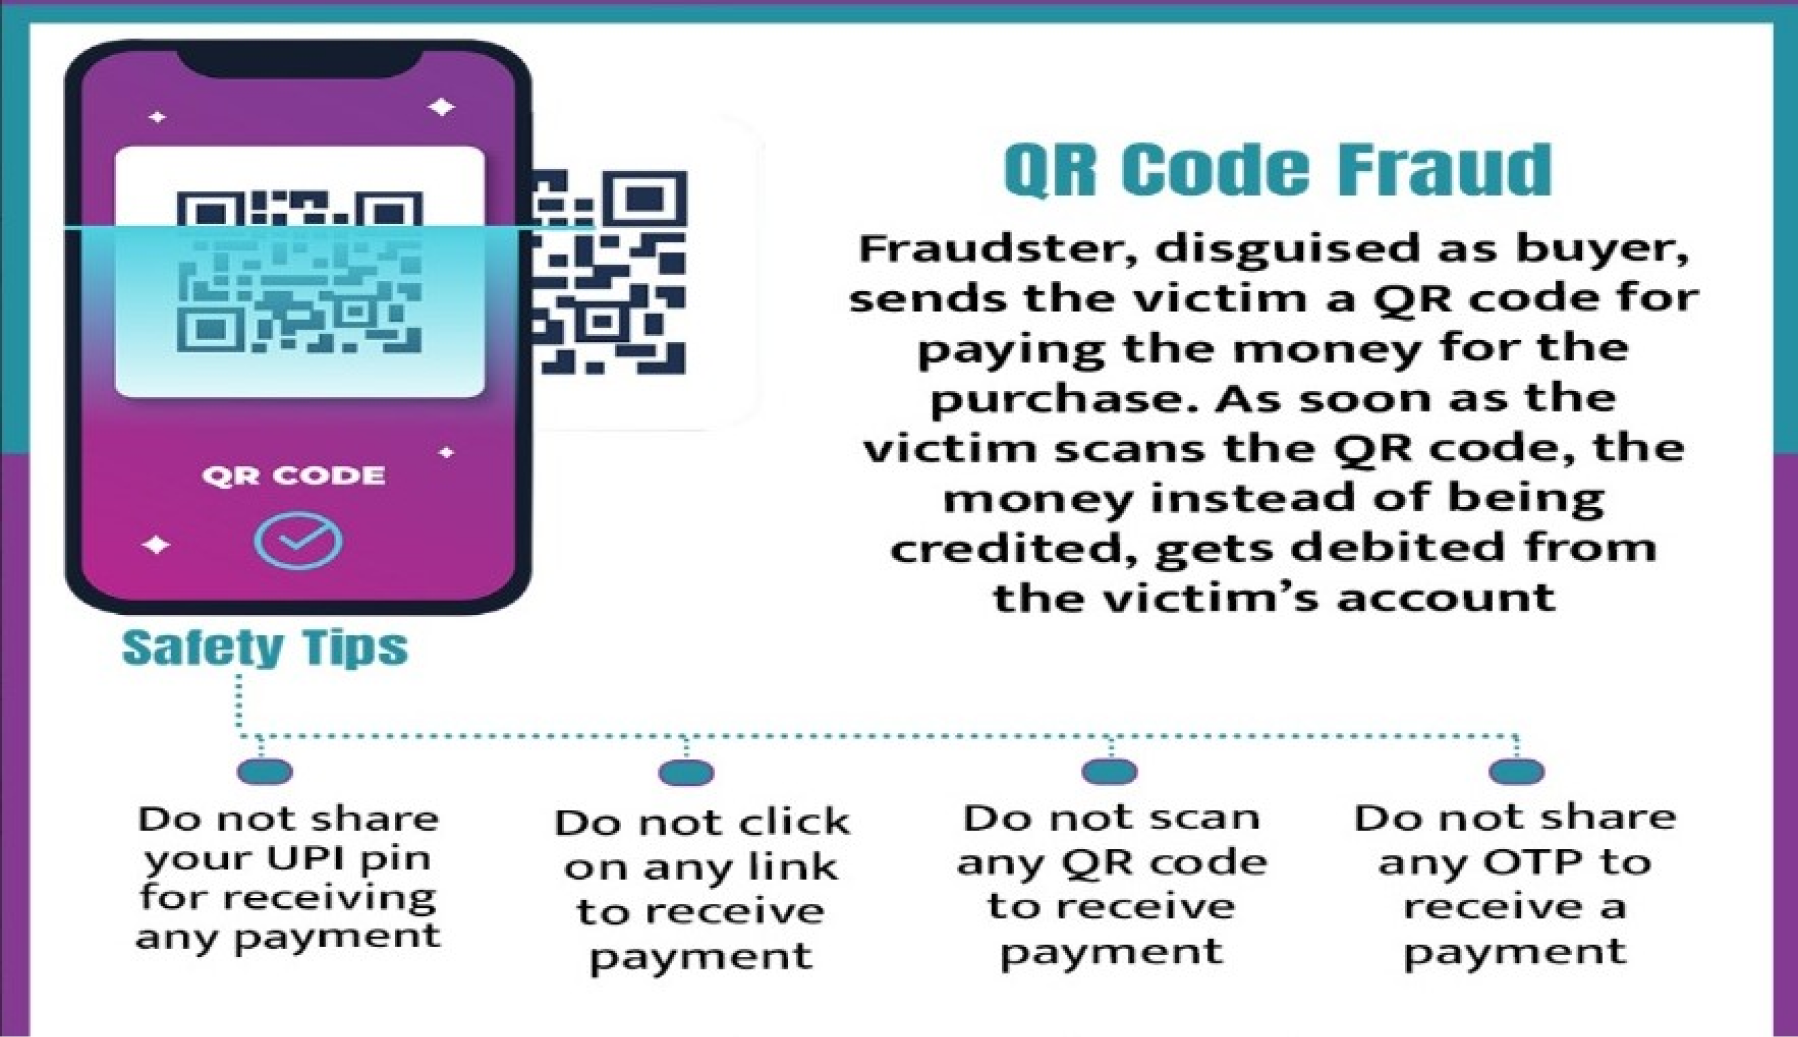 QR CODE
QR Code Fraud
Fraudster, disguised as buyer,
sends the victim a QR code for
paying the money for the
purchase. As soon as the
victim scans the QR code, the
money instead of being
credited, gets debited from
the victim’s account
Safety Tips
Do not share
your UPI pin
for receiving
any payment
Do not click
on any link
to receive
payment
Do not scan
any QR code
to receive
payment
Do not share
any OTP to
receive a
payment